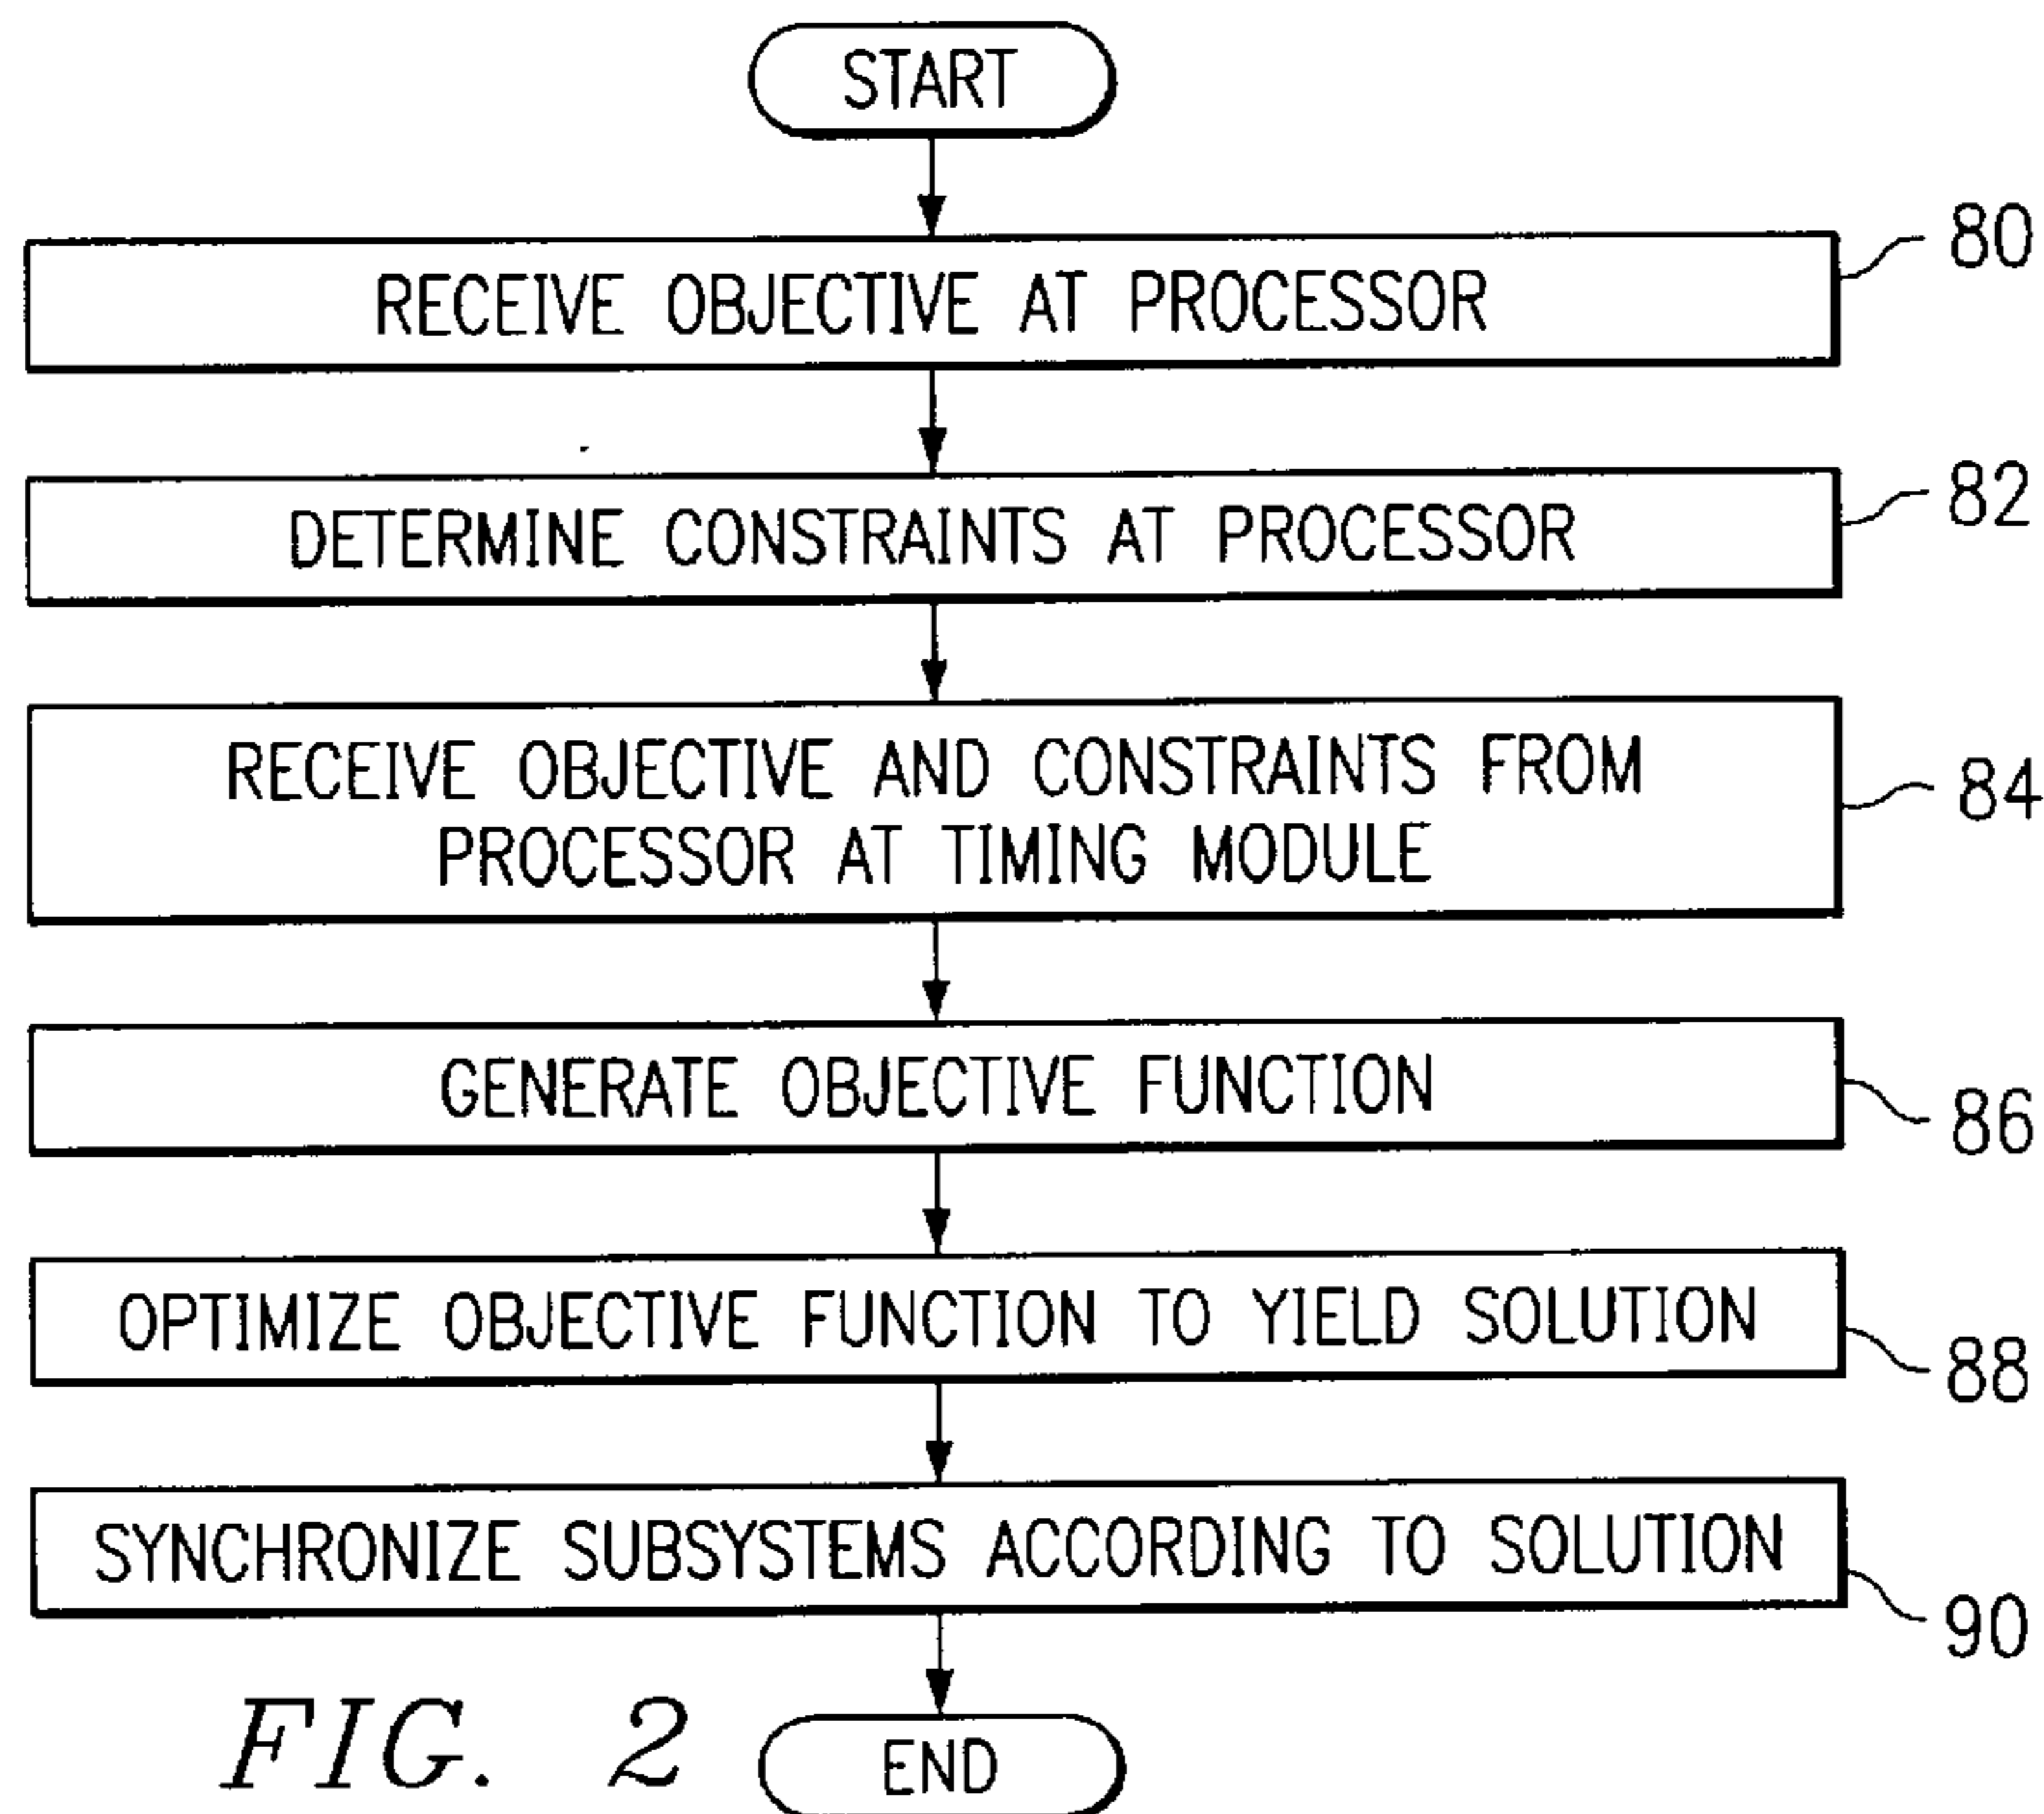 START
RECEIVE OBJECTIVE AT PROCESSOR
80
DETERMINE CONSTRAINTS AT PROCESSOR
82
RECEIVE OBJECTIVE AND CONSTRAINTS FROM
PROCESSOR AT TIMING MODULE
84
GENERATE OBJECTIVE FUNCTION
86
OPTIMIZE OBJECTIVE FUNCTION TO YIELD SOLUTION
88
SYNCHRONIZE SUBSYSTEMS ACCORDING TO SOLUTION
90
FIG. 2
END